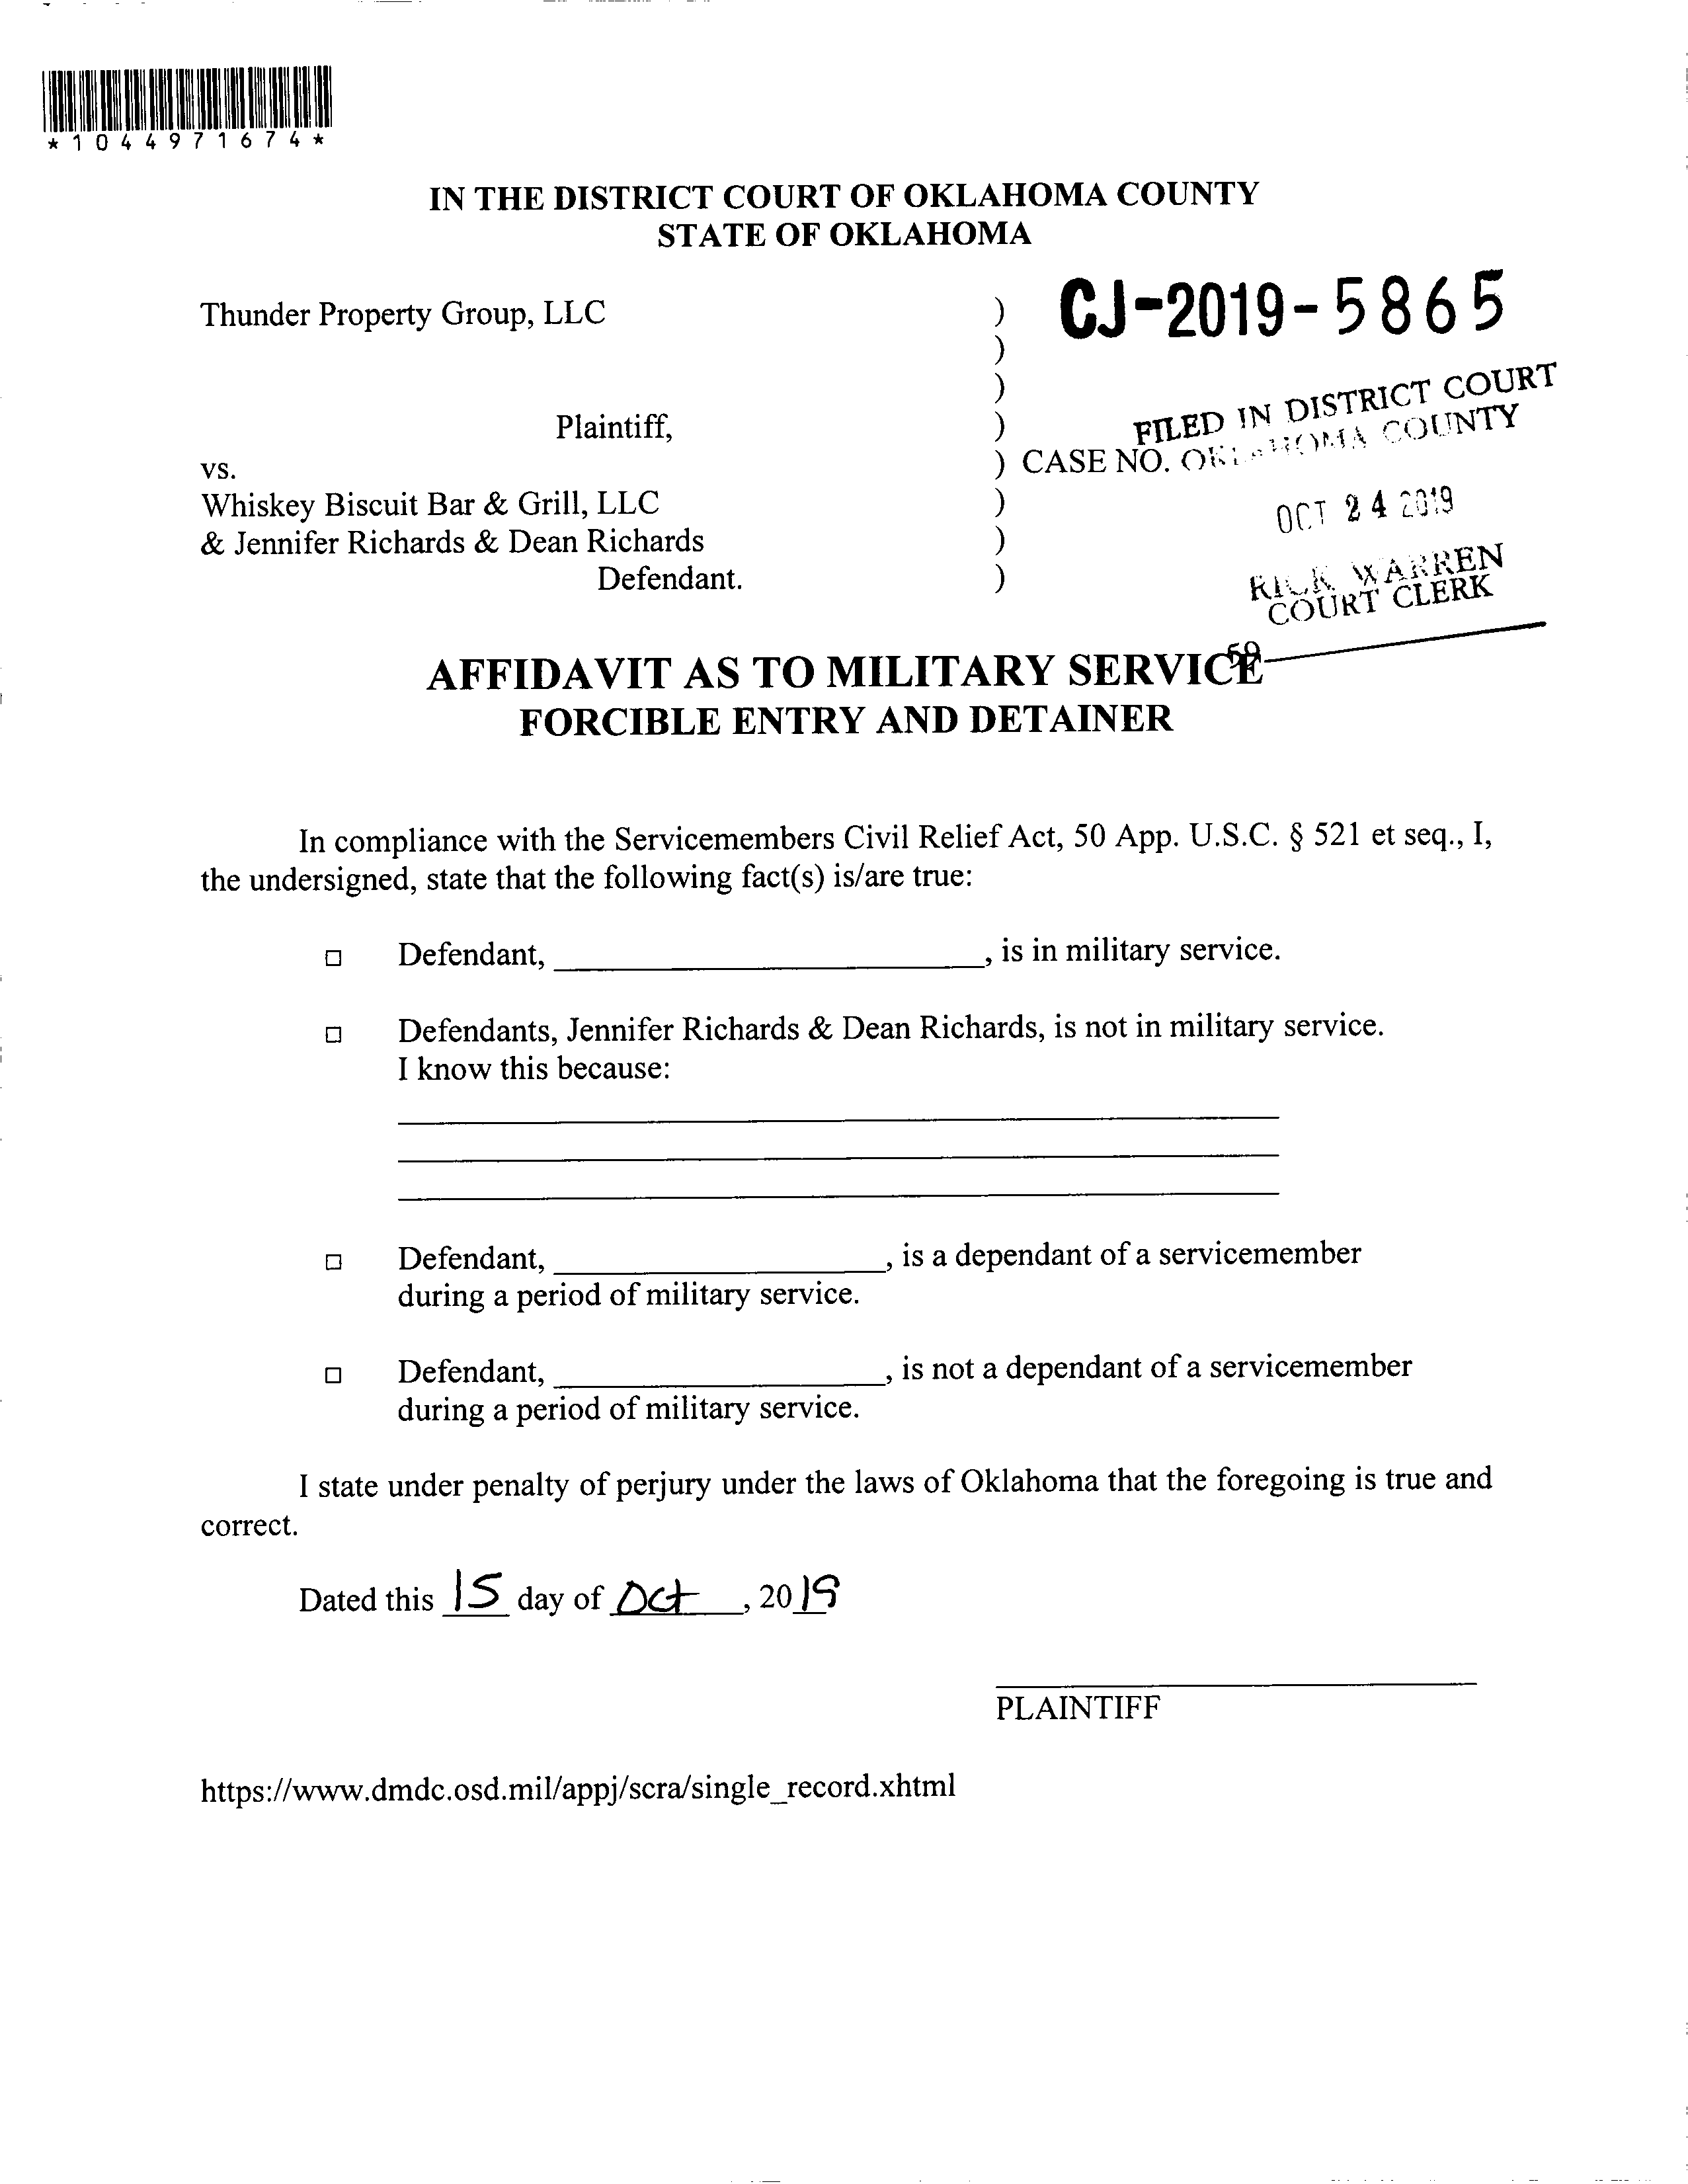 *1044971674*
IN THE DISTRICT COURT OF OKLAHOMA COUNTY
STATE OF OKLAHOMA
Thunder Property Group, LLC )
CJ-2019-5865
)
)
Plaintiff, )
FILED IN DISTRICT COURT
OKLAHOMA COUNTY
vs. ) CASE NO.
Whiskey Biscuit Bar & Grill, LLC )
OCT 24 2019
& Jennifer Richards & Dean Richards )
Defendant. )
RICK WARREN
COURT CLERK
59
AFFIDAVIT AS TO MILITARY SERVICE
FORCIBLE ENTRY AND DETAINER
In compliance with the Servicemembers Civil Relief Act, 50 App. U.S.C. § 521 et seq., I,
the undersigned, state that the following fact(s) is/are true:
□ Defendant, ____________________, is in military service.
□ Defendants, Jennifer Richards & Dean Richards, is not in military service.
I know this because:
□ Defendant, ____________________, is a dependant of a servicemember
during a period of military service.
□ Defendant, ____________________, is not a dependant of a servicemember
during a period of military service.
I state under penalty of perjury under the laws of Oklahoma that the foregoing is true and
correct.
Dated this 15 day of Oct, 2019
PLAINTIFF
https://www.dmdc.osd.mil/appj/scra/single_record.xhtml